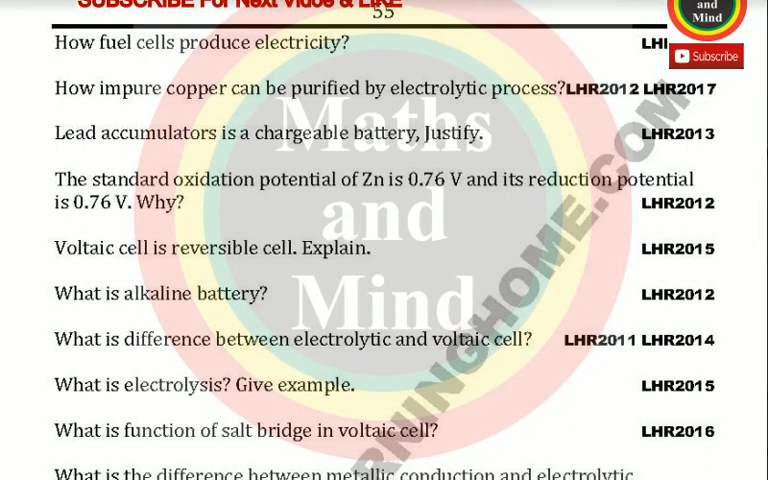 SUBSCRIBE For Next Vidoe & LIKE
55
and
Mind
Subscribe
How fuel cells produce electricity? LH
How impure copper can be purified by electrolytic process?LHR2012 LHR2017
Lead accumulators is a chargeable battery, Justify. LHR2013
The standard oxidation potential of Zn is 0.76 V and its reduction potential
is 0.76 V. Why? LHR2012
Voltaic cell is reversible cell. Explain. LHR2015
What is alkaline battery? LHR2012
What is difference between electrolytic and voltaic cell? LHR2011 LHR2014
What is electrolysis? Give example. LHR2015
What is function of salt bridge in voltaic cell? LHR2016
What is the difference between metallic conduction and electrolytic
Maths
and
Mind
RNINGHOME.COM